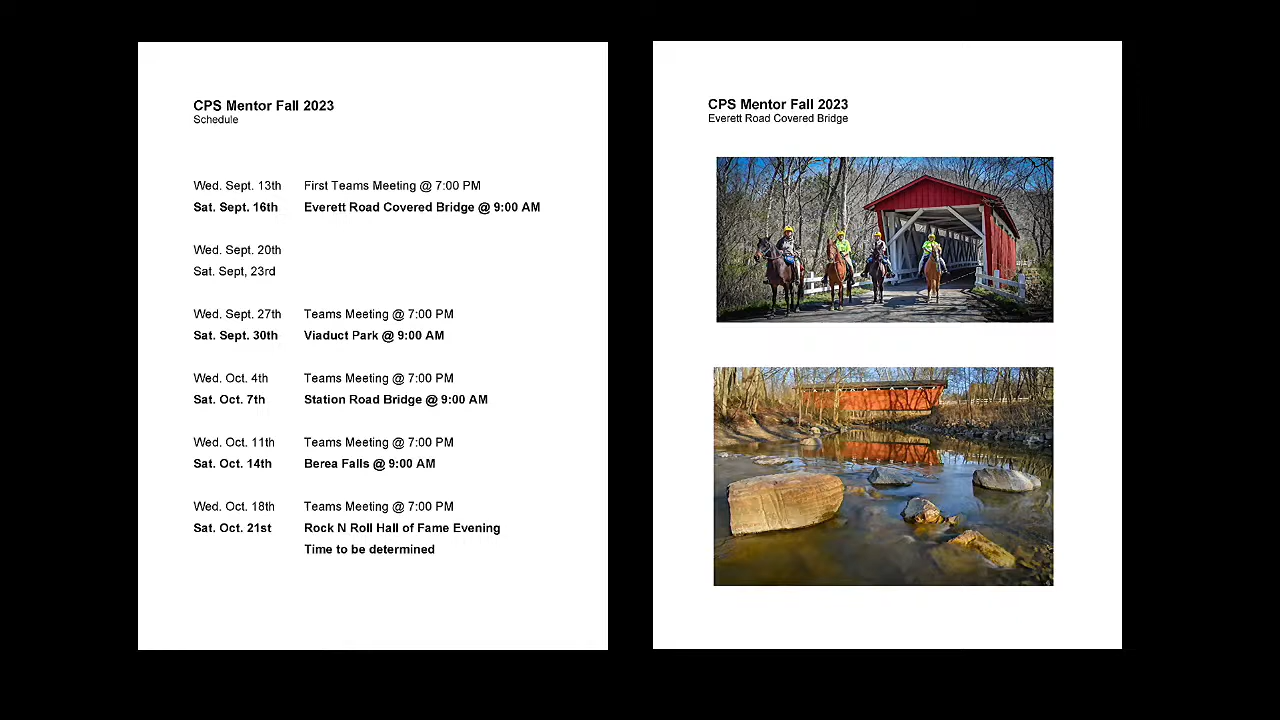 CPS Mentor Fall 2023
Schedule
Wed. Sept. 13th First Teams Meeting @ 7:00 PM
Sat. Sept. 16th Everett Road Covered Bridge @ 9:00 AM
Wed. Sept. 20th
Sat. Sept, 23rd
Wed. Sept. 27th Teams Meeting @ 7:00 PM
Sat. Sept. 30th Viaduct Park @ 9:00 AM
Wed. Oct. 4th Teams Meeting @ 7:00 PM
Sat. Oct. 7th Station Road Bridge @ 9:00 AM
Wed. Oct. 11th Teams Meeting @ 7:00 PM
Sat. Oct. 14th Berea Falls @ 9:00 AM
Wed. Oct. 18th Teams Meeting @ 7:00 PM
Sat. Oct. 21st Rock N Roll Hall of Fame Evening
Time to be determined
CPS Mentor Fall 2023
Everett Road Covered Bridge